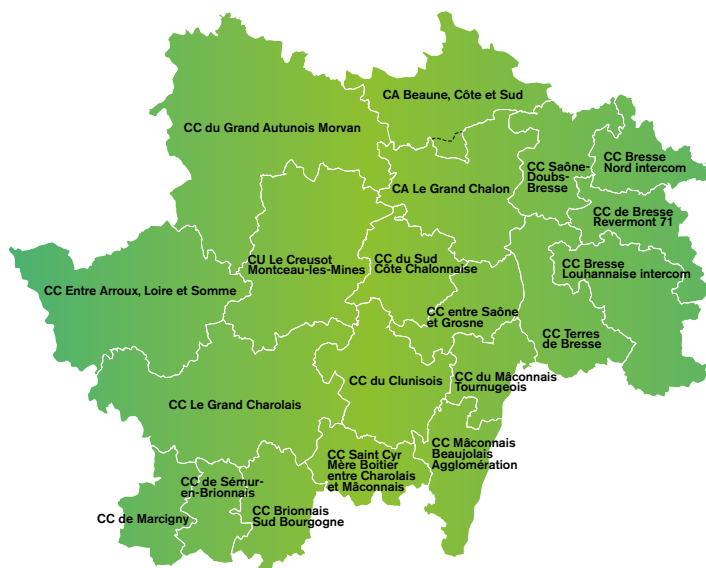 CA Beaune, Côte et Sud
CC du Grand Autunois Morvan
CC Saône-
Doubs-
Bresse
CC Bresse
Nord intercom
CA Le Grand Chalon
CC de Bresse
Revermont 71
CU Le Creusot
Montceau-les-Mines
CC du Sud
Côte Chalonnaise
CC Bresse
Louhannaise intercom
CC Entre Arroux, Loire et Somme
CC entre Saône
et Grosne
CC Terres
de Bresse
CC du Clunisois
CC du Mâconnais
Tournugeois
CC Le Grand Charolais
CC Mâconnais
Beaujolais
Agglomération
CC Saint Cyr
Mère Boitier
entre Charolais
et Mâconnais
CC de Sémur-
en-Brionnais
CC de Marcigny
CC Brionnais
Sud Bourgogne